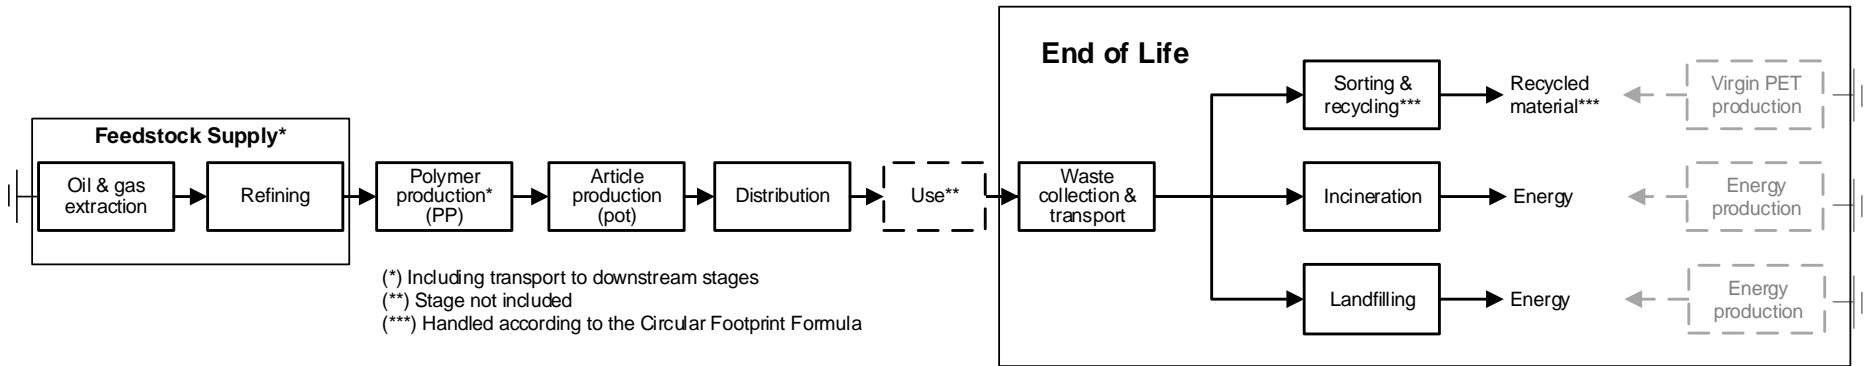 End of Life
Feedstock Supply*
Oil & gas
extraction
Refining
Polymer
production*
(PP)
Article
production
(pot)
Distribution
Use**
Waste
collection &
transport
Sorting &
recycling***
Recycled
material***
Virgin PET
production
Incineration
Energy
Energy
production
Landfilling
Energy
Energy
production
(*) Including transport to downstream stages
(**) Stage not included
(***) Handled according to the Circular Footprint Formula